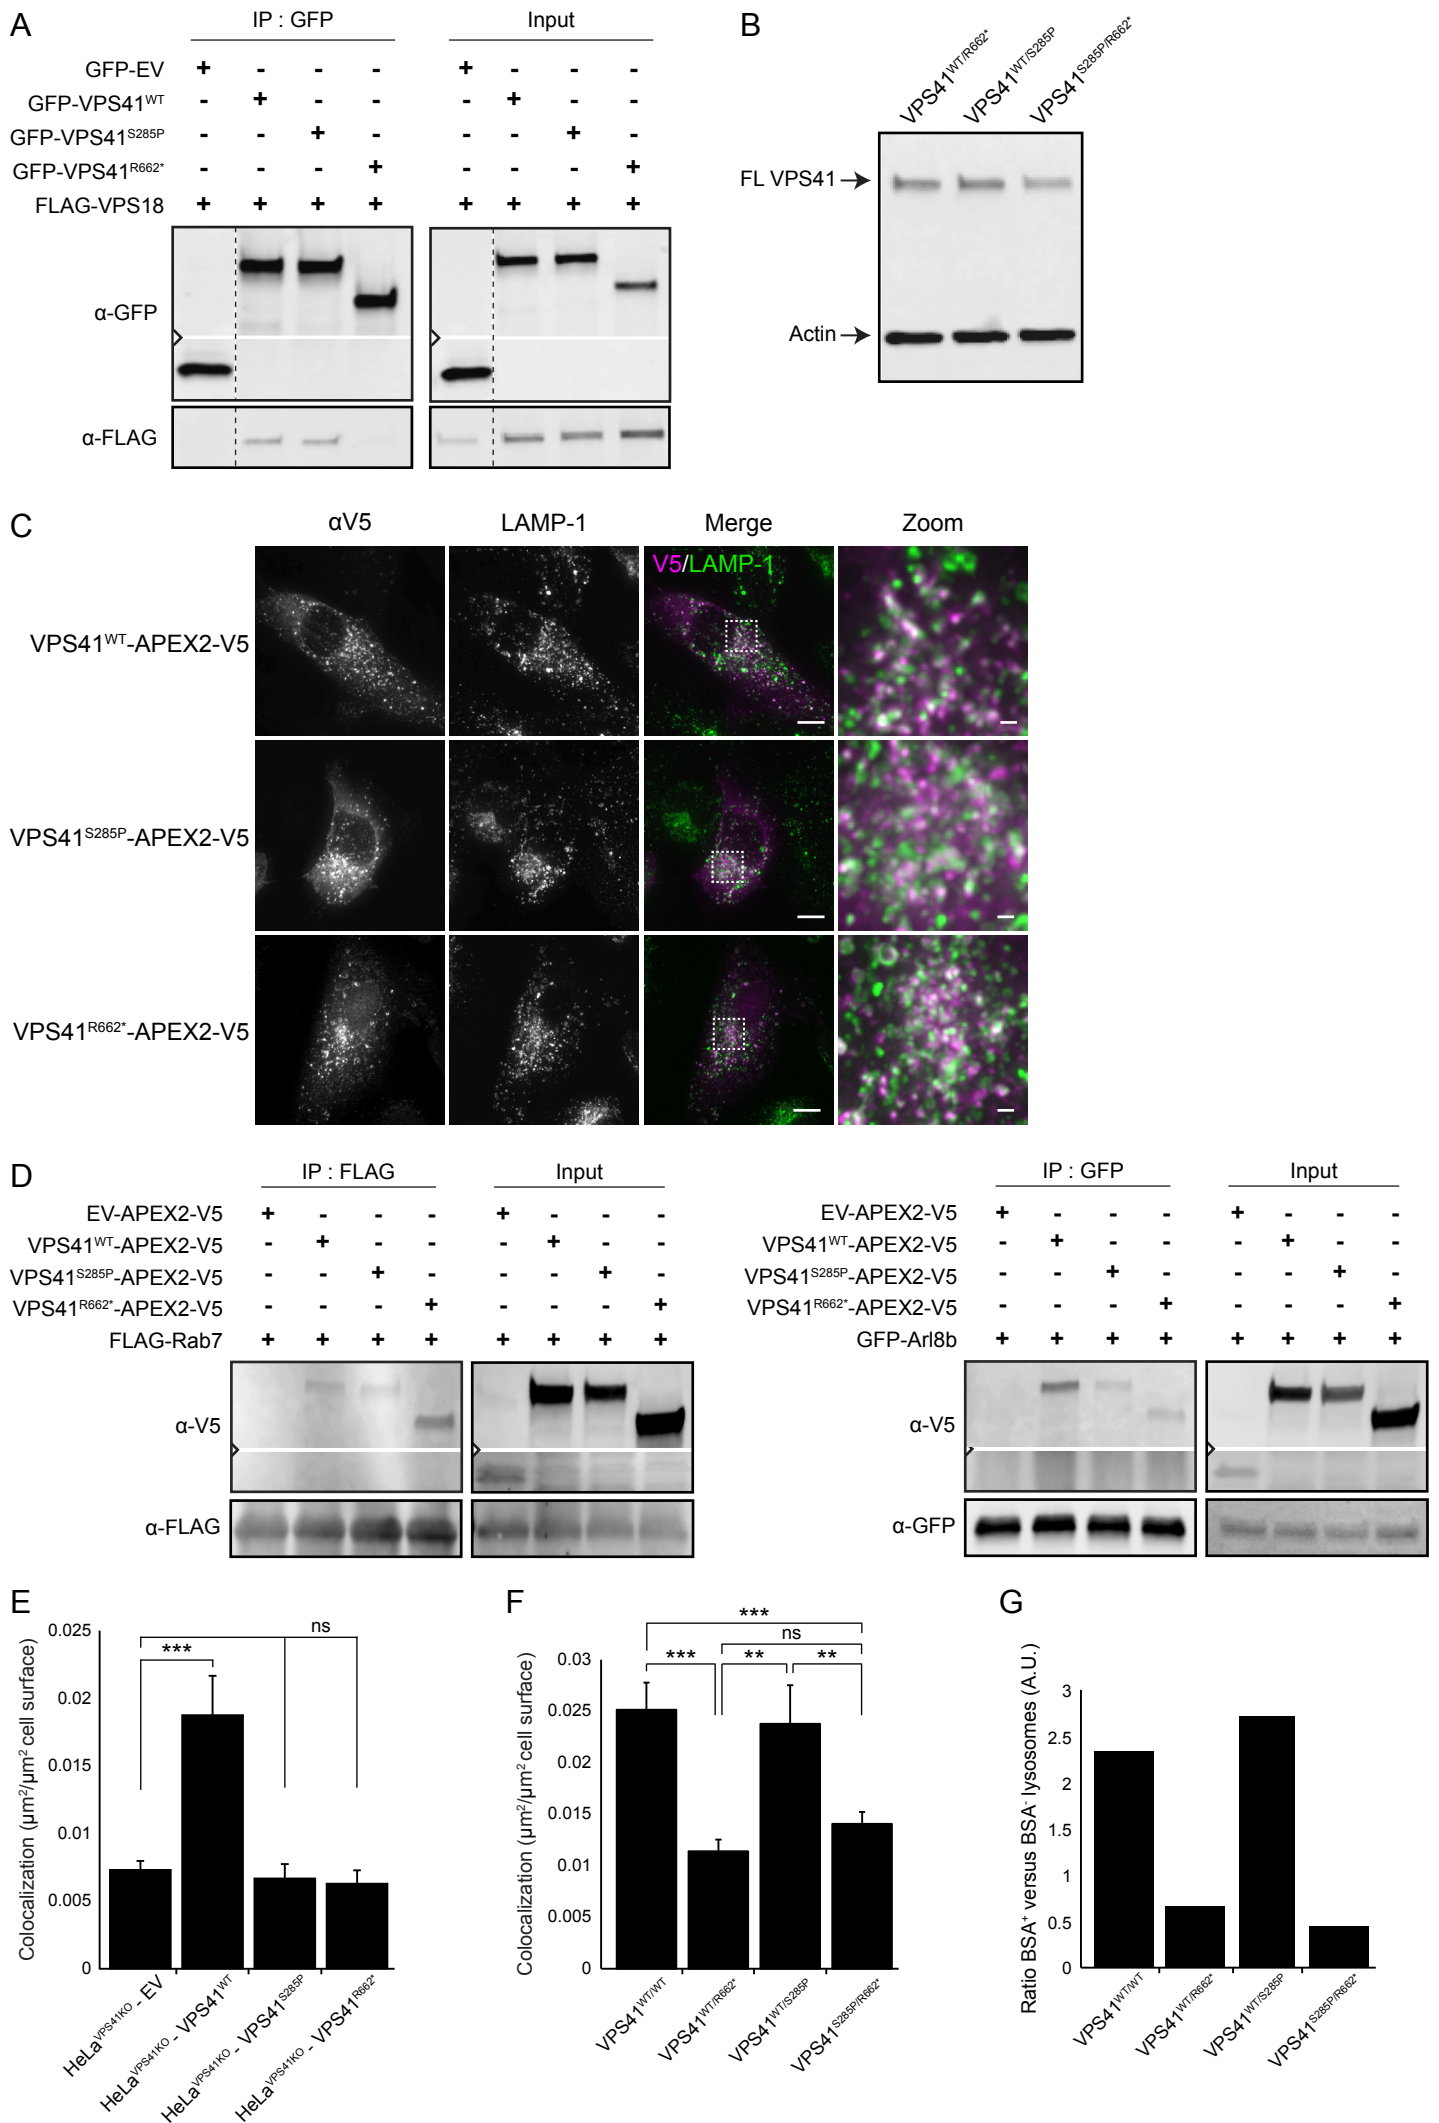 A
IP : GFP
Input
GFP-EV + - - - + - - -
GFP-VPS41WT - + - - - + - -
GFP-VPS41S285P - - + - - - + -
GFP-VPS41R662* - - - + - - - +
FLAG-VPS18 + + + + + + + +
α-GFP
α-FLAG
B
VPS41WT/R662*
VPS41WT/S285P
VPS41S285P/R662*
FL VPS41
Actin
C
αV5
LAMP-1
Merge
Zoom
V5/LAMP-1
VPS41WT-APEX2-V5
VPS41S285P-APEX2-V5
VPS41R662*-APEX2-V5
D
IP : FLAG
Input
EV-APEX2-V5 + - - - + - - -
VPS41WT-APEX2-V5 - + - - - + - -
VPS41S285P-APEX2-V5 - - + - - - + -
VPS41R662*-APEX2-V5 - - - + - - - +
FLAG-Rab7 + + + + + + + +
α-V5
α-FLAG
IP : GFP
Input
EV-APEX2-V5 + - - - + - - -
VPS41WT-APEX2-V5 - + - - - + - -
VPS41S285P-APEX2-V5 - - + - - - + -
VPS41R662*-APEX2-V5 - - - + - - - +
GFP-Arl8b + + + + + + + +
α-V5
α-GFP
E
Colocalization (μm2/μm2 cell surface)
0.025
0.02
0.015
0.01
0.005
0
ns
***
HeLaVPS41KO - EV
HeLaVPS41KO - VPS41WT
HeLaVPS41KO - VPS41S285P
HeLaVPS41KO - VPS41R662*
F
Colocalization (μm2/μm2 cell surface)
0.03
0.025
0.02
0.015
0.01
0.005
0
***
ns
*** ** **
VPS41WT/WT
VPS41WT/R662*
VPS41WT/S285P
VPS41S285P/R662*
G
Ratio BSA+ versus BSA- lysosomes (A.U.)
3
2.5
2
1.5
1
0.5
0
VPS41WT/WT
VPS41WT/R662*
VPS41WT/S285P
VPS41S285P/R662*